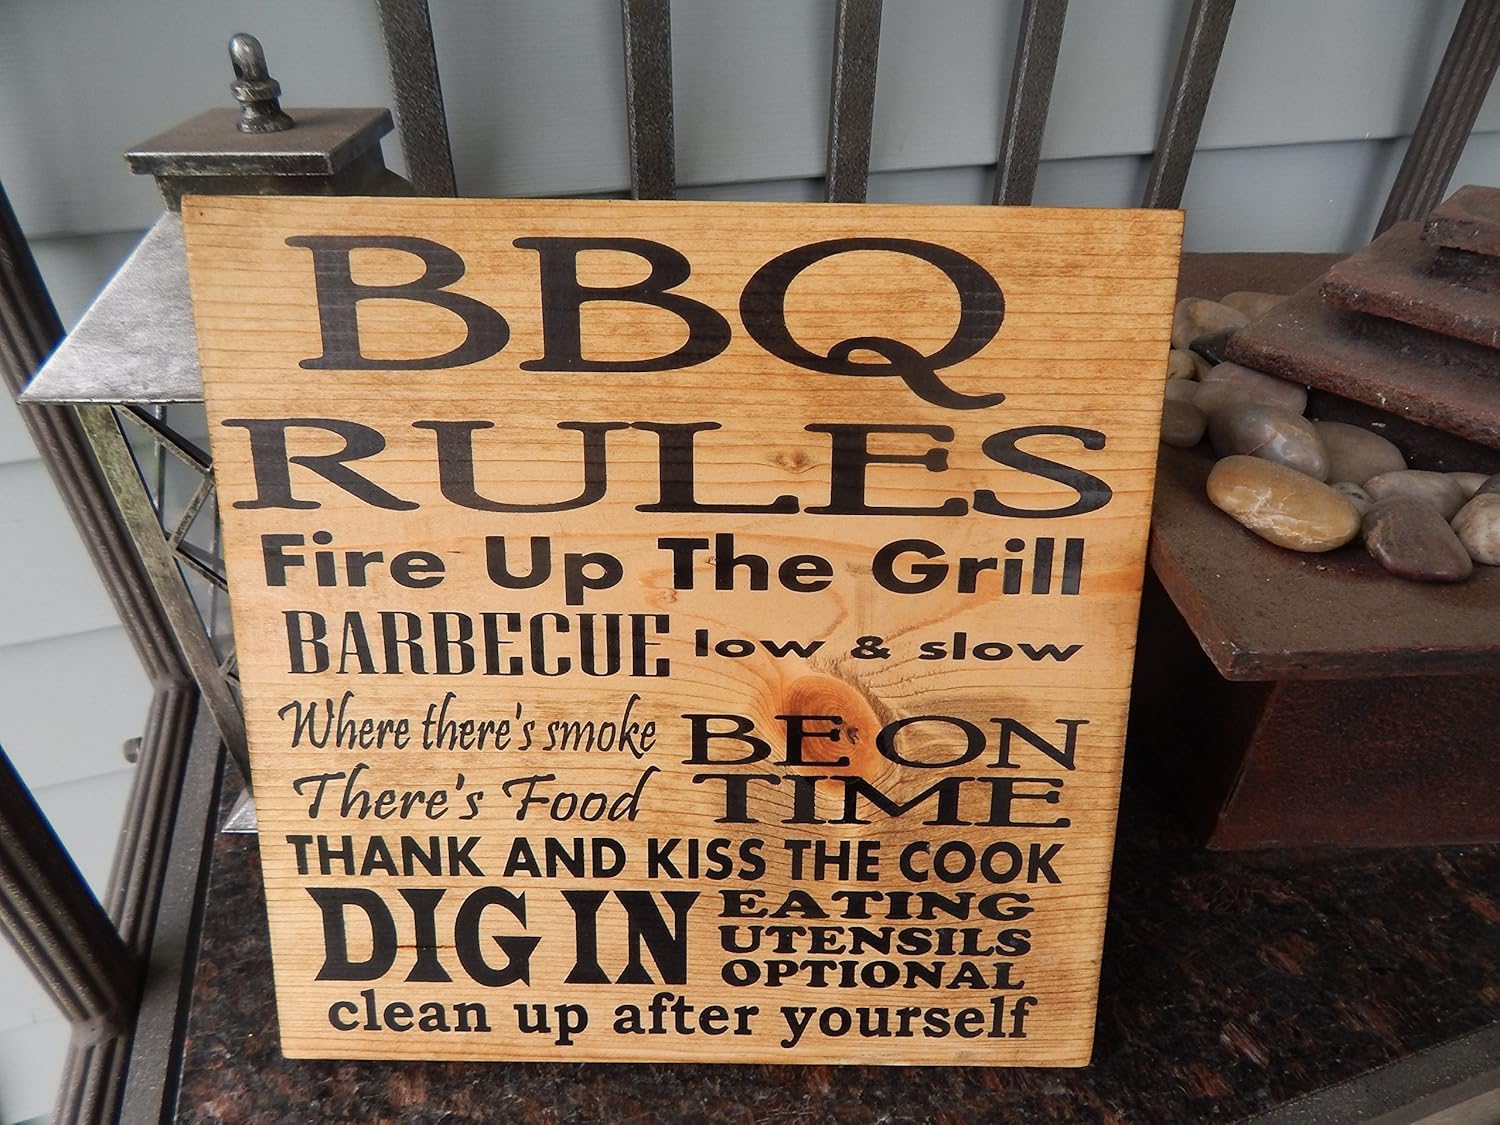 BBQ
RULES
Fire Up The Grill
BARBECUE low & slow
Where there's smoke
There's Food
BE ON
TIME
THANK AND KISS THE COOK
DIG IN
EATING
UTENSILS
OPTIONAL
clean up after yourself